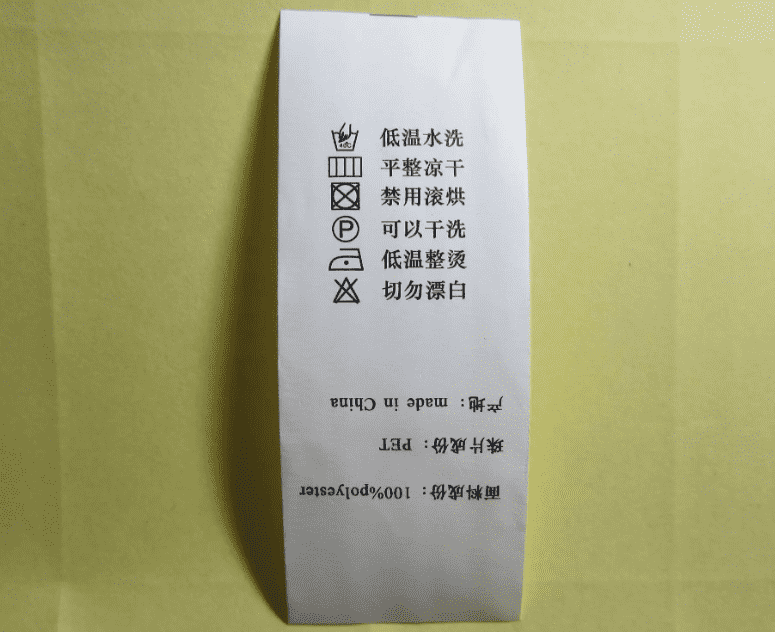 低温水洗
平整凉干
禁用滚烘
P 可以干洗
低温整烫
切勿漂白
面料成份：100%polyester
珠片成份：PET
产地：made in China